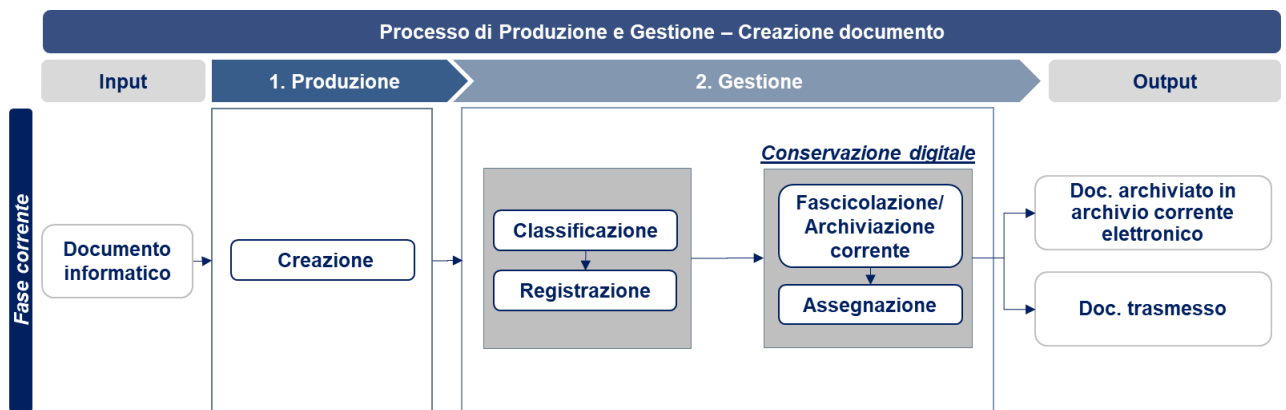 Processo di Produzione e Gestione – Creazione documento
Input
1. Produzione
2. Gestione
Output
Fase corrente
Documento
informatico
Creazione
Classificazione
Registrazione
Conservazione digitale
Fascicolazione/
Archiviazione
corrente
Assegnazione
Doc. archiviato in
archivio corrente
elettronico
Doc. trasmesso